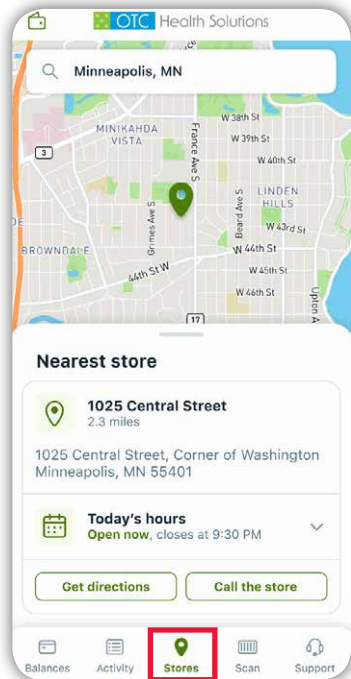 OTC Health Solutions
Minneapolis, MN
W 38th St
MINIKAHDA
VISTA
France Ave S
W 39th St
3
W 40th St
LINDEN
HILLS
Grimes Ave S
Beard Ave S
W 43rd St
BROWNDALE
W 44th St
44th St W
W 45th St
W 46th St
Upton A
17
Nearest store
1025 Central Street
2.3 miles
1025 Central Street, Corner of Washington
Minneapolis, MN 55401
Today's hours
Open now, closes at 9:30 PM
Get directions
Call the store
Balances
Activity
Stores
Scan
Support